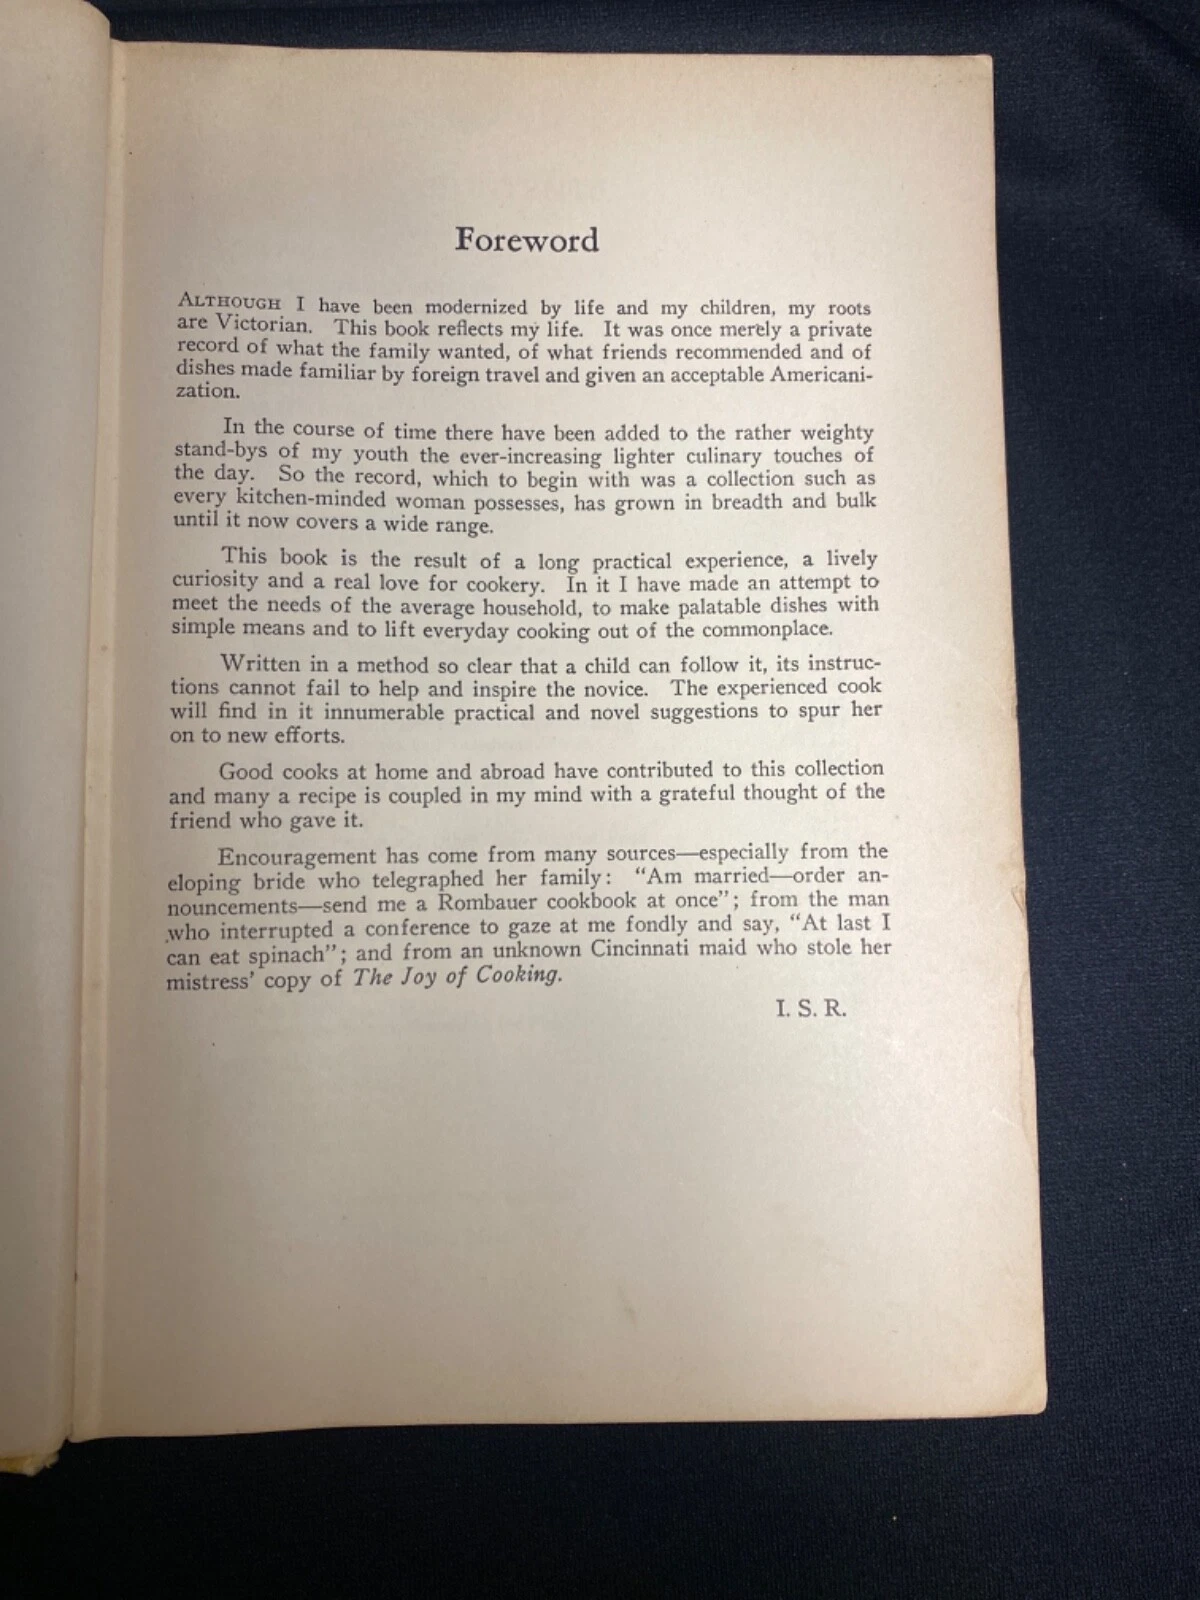 Foreword
ALTHOUGH I have been modernized by life and my children, my roots
are Victorian. This book reflects my life. It was once merely a private
record of what the family wanted, of what friends recommended and of
dishes made familiar by foreign travel and given an acceptable Americani-
zation.
In the course of time there have been added to the rather weighty
stand-bys of my youth the ever-increasing lighter culinary touches of
the day. So the record, which to begin with was a collection such as
every kitchen-minded woman possesses, has grown in breadth and bulk
until it now covers a wide range.
This book is the result of a long practical experience, a lively
curiosity and a real love for cookery. In it I have made an attempt to
meet the needs of the average household, to make palatable dishes with
simple means and to lift everyday cooking out of the commonplace.
Written in a method so clear that a child can follow it, its instruc-
tions cannot fail to help and inspire the novice. The experienced cook
will find in it innumerable practical and novel suggestions to spur her
on to new efforts.
Good cooks at home and abroad have contributed to this collection
and many a recipe is coupled in my mind with a grateful thought of the
friend who gave it.
Encouragement has come from many sources—especially from the
eloping bride who telegraphed her family: "Am married—order an-
nouncements—send me a Rombauer cookbook at once"; from the man
who interrupted a conference to gaze at me fondly and say, "At last I
can eat spinach"; and from an unknown Cincinnati maid who stole her
mistress' copy of The Joy of Cooking.
I. S. R.